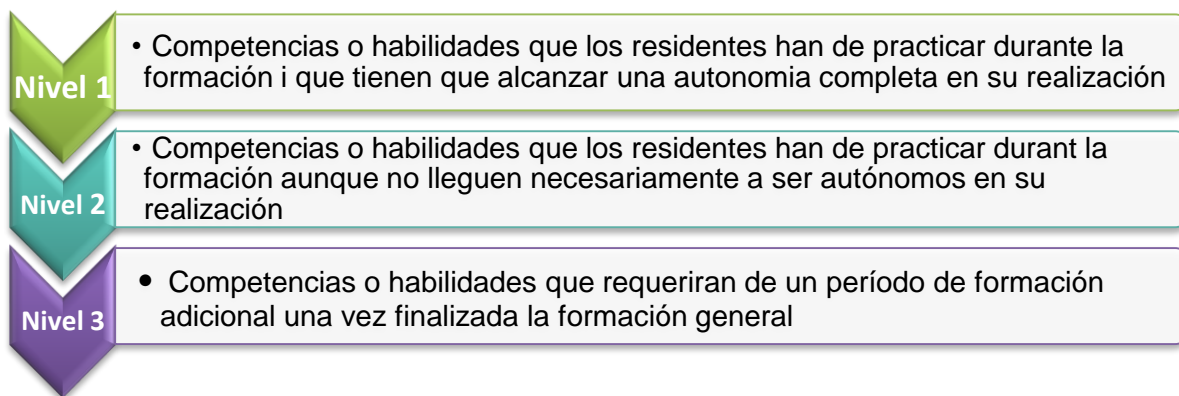 Nivel 1
• Competencias o habilidades que los residentes han de practicar durante la
formación i que tienen que alcanzar una autonomia completa en su realización
Nivel 2
• Competencias o habilidades que los residentes han de practicar durant la
formación aunque no lleguen necesariamente a ser autónomos en su
realización
Nivel 3
• Competencias o habilidades que requeriran de un período de formación
adicional una vez finalizada la formación general